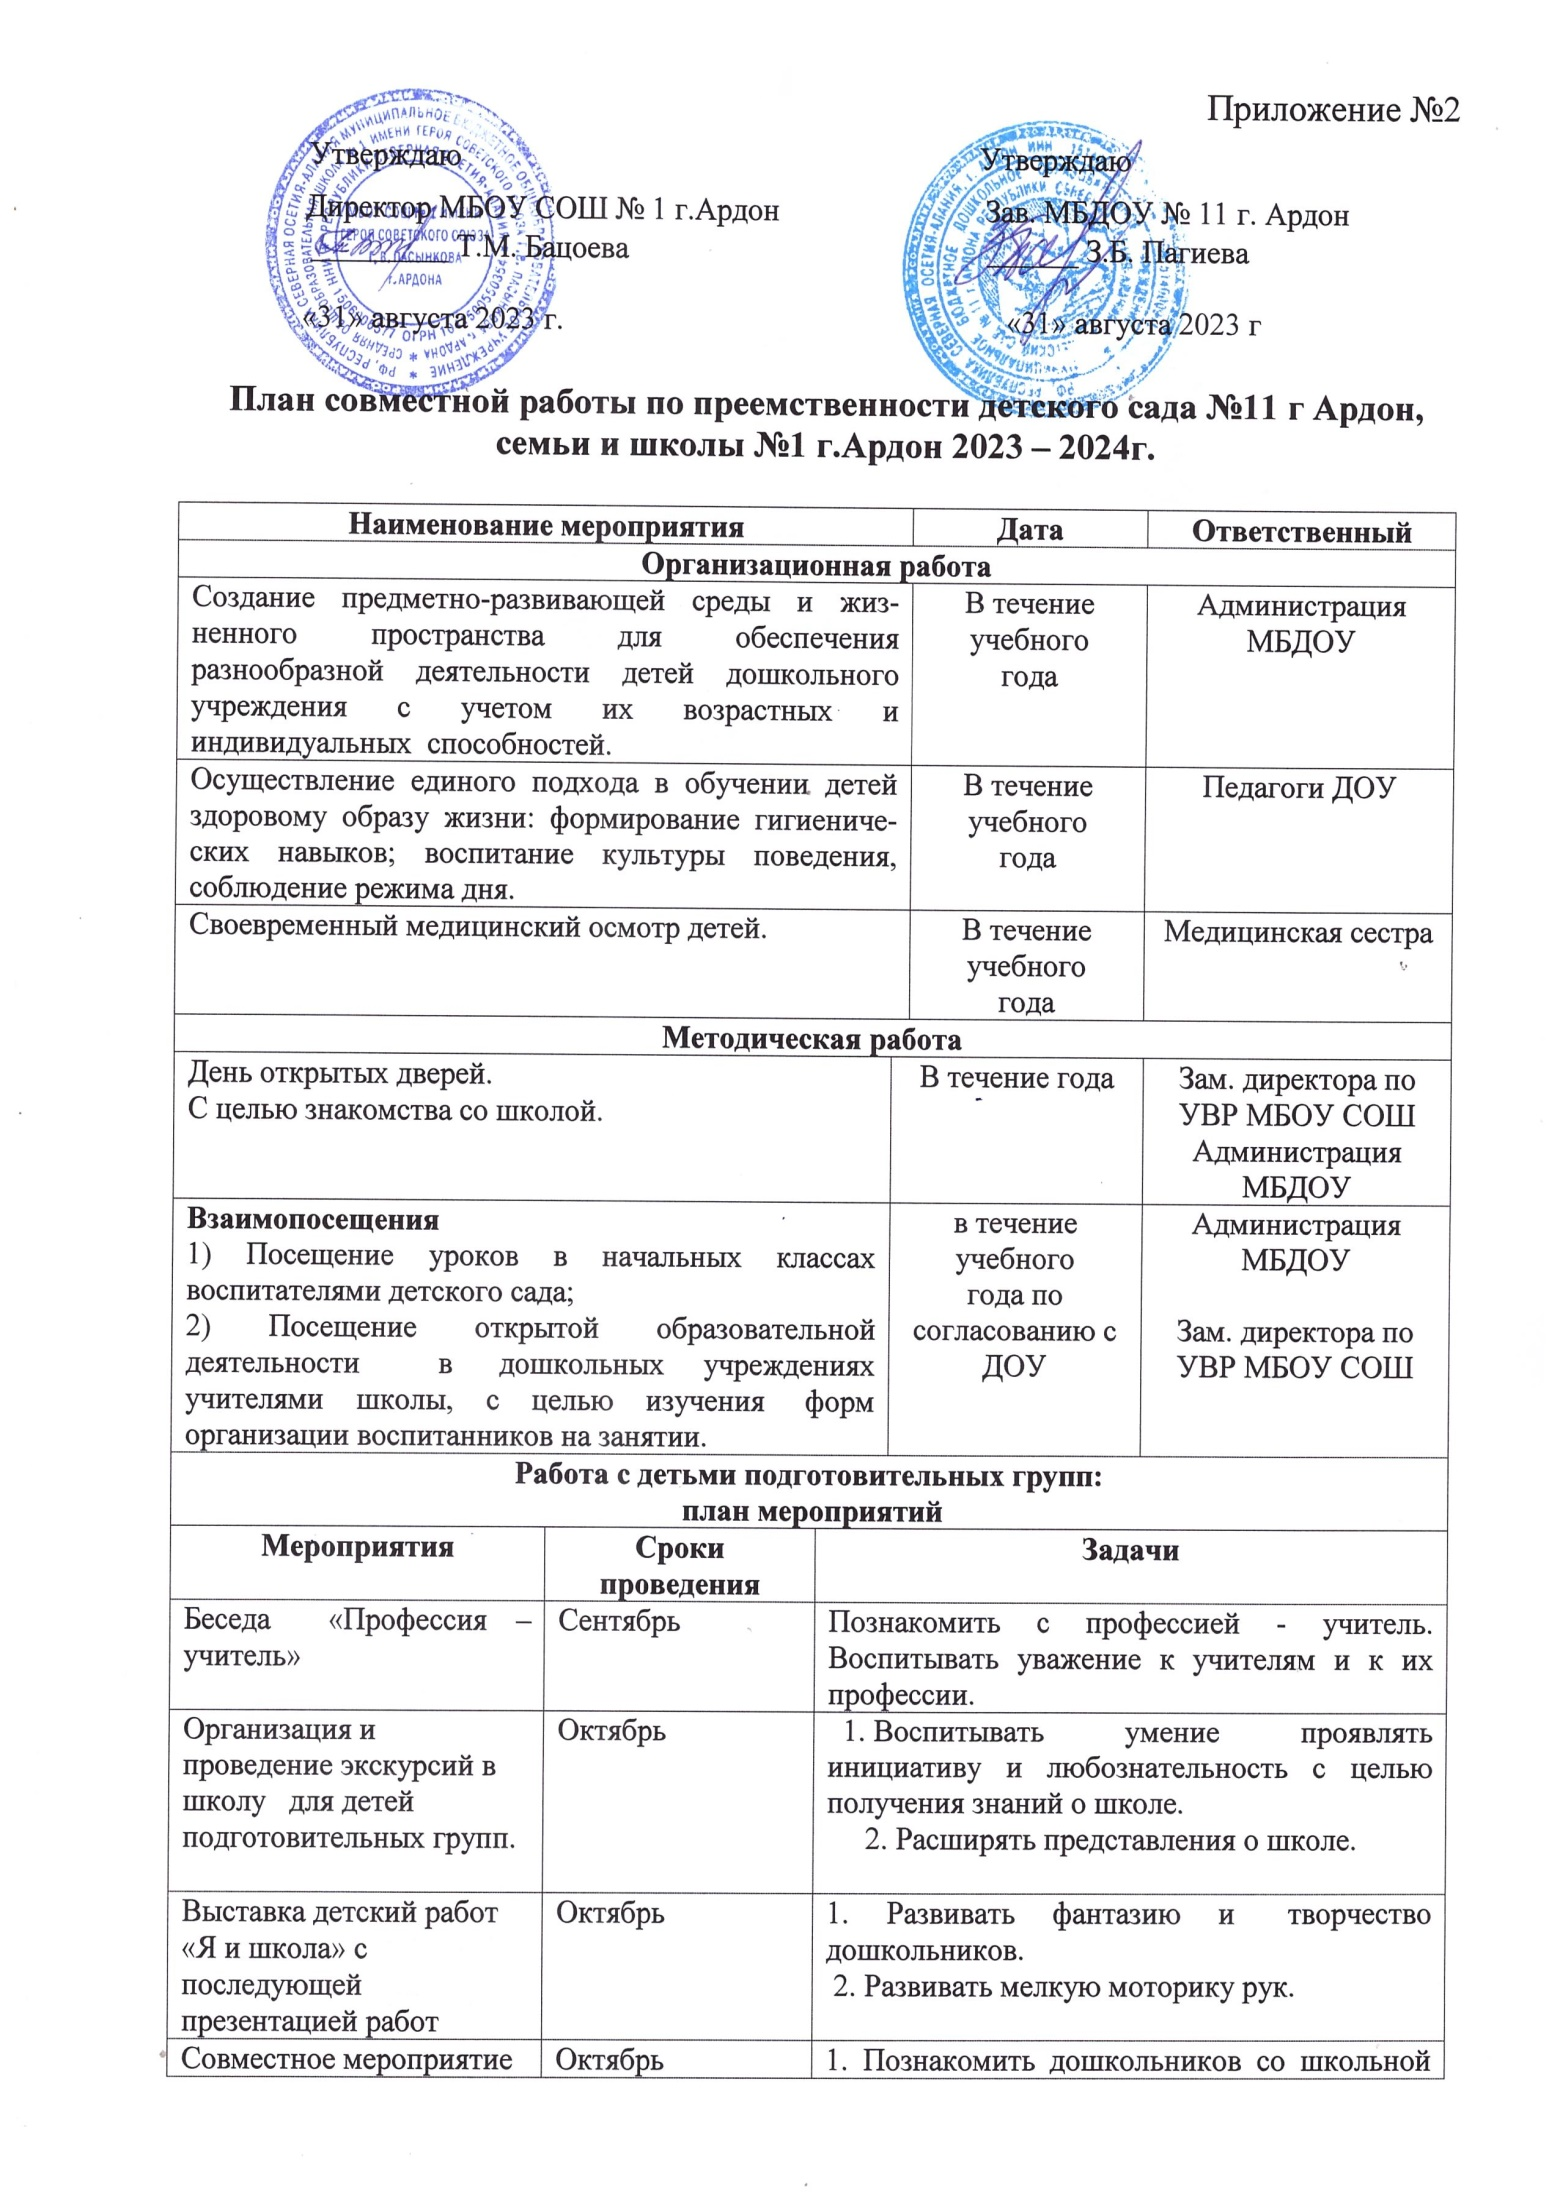 Приложение №2
Утверждаю
Утверждаю
Директор МБОУ СОШ № 1 г.Ардон
Зав. МБДОУ № 11 г. Ардон
Т.М. Бацоева
З.Б. Пагиева
«31» августа 2023 г.
«31» августа 2023 г
План совместной работы по преемственности детского сада №11 г Ардон,
семьи и школы №1 г.Ардон 2023 – 2024г.
Наименование мероприятия
Дата
Ответственный
Организационная работа
Создание предметно-развивающей среды и жиз-
ненного пространства для обеспечения
разнообразной деятельности детей дошкольного
учреждения с учетом их возрастных и
индивидуальных способностей.
В течение
учебного
года
Администрация
МБДОУ
Осуществление единого подхода в обучении детей
здоровому образу жизни: формирование гигиениче-
ских навыков; воспитание культуры поведения,
соблюдение режима дня.
В течение
учебного
года
Педагоги ДОУ
Своевременный медицинский осмотр детей.
В течение
учебного
года
Медицинская сестра
Методическая работа
День открытых дверей.
С целью знакомства со школой.
В течение года
Зам. директора по
УВР МБОУ СОШ
Администрация
МБДОУ
Взаимопосещения
1) Посещение уроков в начальных классах
воспитателями детского сада;
2) Посещение открытой образовательной
деятельности в дошкольных учреждениях
учителями школы, с целью изучения форм
организации воспитанников на занятии.
в течение
учебного
года по
согласованию с
ДОУ
Администрация
МБДОУ
Зам. директора по
УВР МБОУ СОШ
Работа с детьми подготовительных групп:
план мероприятий
Мероприятия
Сроки
проведения
Задачи
Беседа «Профессия –
учитель»
Сентябрь
Познакомить с профессией - учитель.
Воспитывать уважение к учителям и к их
профессии.
Организация и
проведение экскурсий в
школу для детей
подготовительных групп.
Октябрь
1. Воспитывать умение проявлять
инициативу и любознательность с целью
получения знаний о школе.
2. Расширять представления о школе.
Выставка детский работ
«Я и школа» с
последующей
презентацией работ
Октябрь
1. Развивать фантазию и творчество
дошкольников.
2. Развивать мелкую моторику рук.
Совместное мероприятие
Октябрь
1. Познакомить дошкольников со школьной